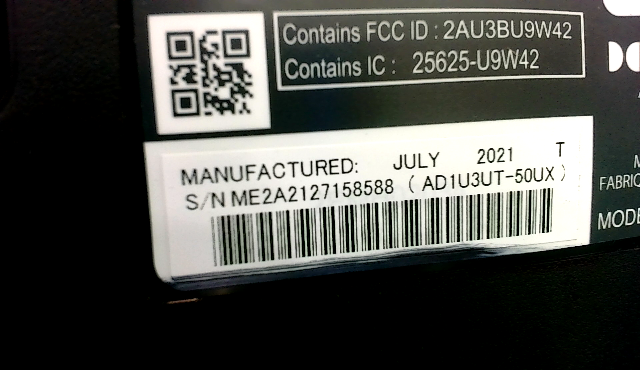 Contains FCC ID : 2AU3BU9W42
Contains IC : 25625-U9W42
MANUFACTURED: JULY 2021 T
S/N ME2A2127158588 ( AD1U3UT-50UX )